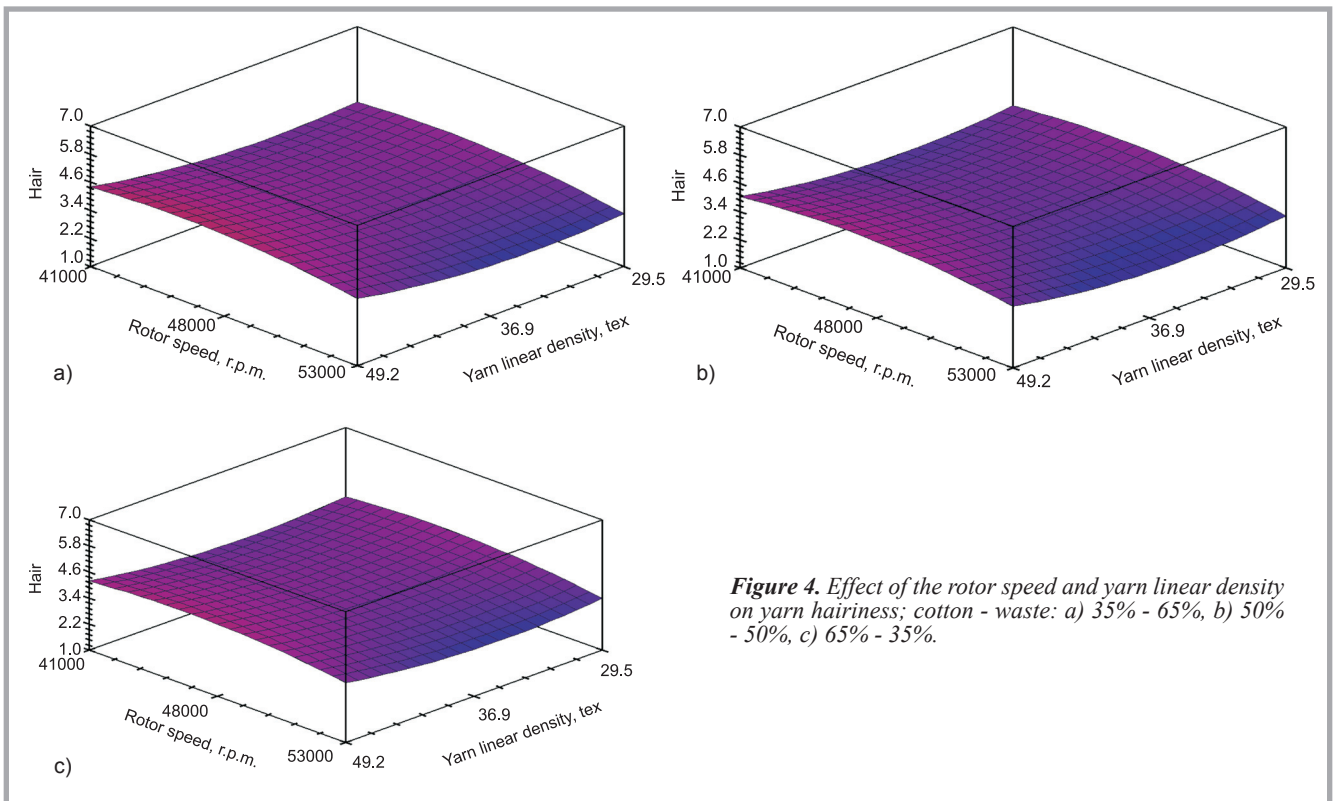 a)
Hair
7.0
5.8
4.6
3.4
2.2
1.0
41000
48000
53000
Rotor speed, r.p.m.
49.2
36.9
29.5
Yarn linear density, tex
b)
Hair
7.0
5.8
4.6
3.4
2.2
1.0
41000
48000
53000
Rotor speed, r.p.m.
49.2
36.9
29.5
Yarn linear density, tex
c)
Hair
7.0
5.8
4.6
3.4
2.2
1.0
41000
48000
53000
Rotor speed, r.p.m.
49.2
36.9
29.5
Yarn linear density, tex
Figure 4. Effect of the rotor speed and yarn linear density
on yarn hairiness; cotton - waste: a) 35% - 65%, b) 50%
- 50%, c) 65% - 35%.